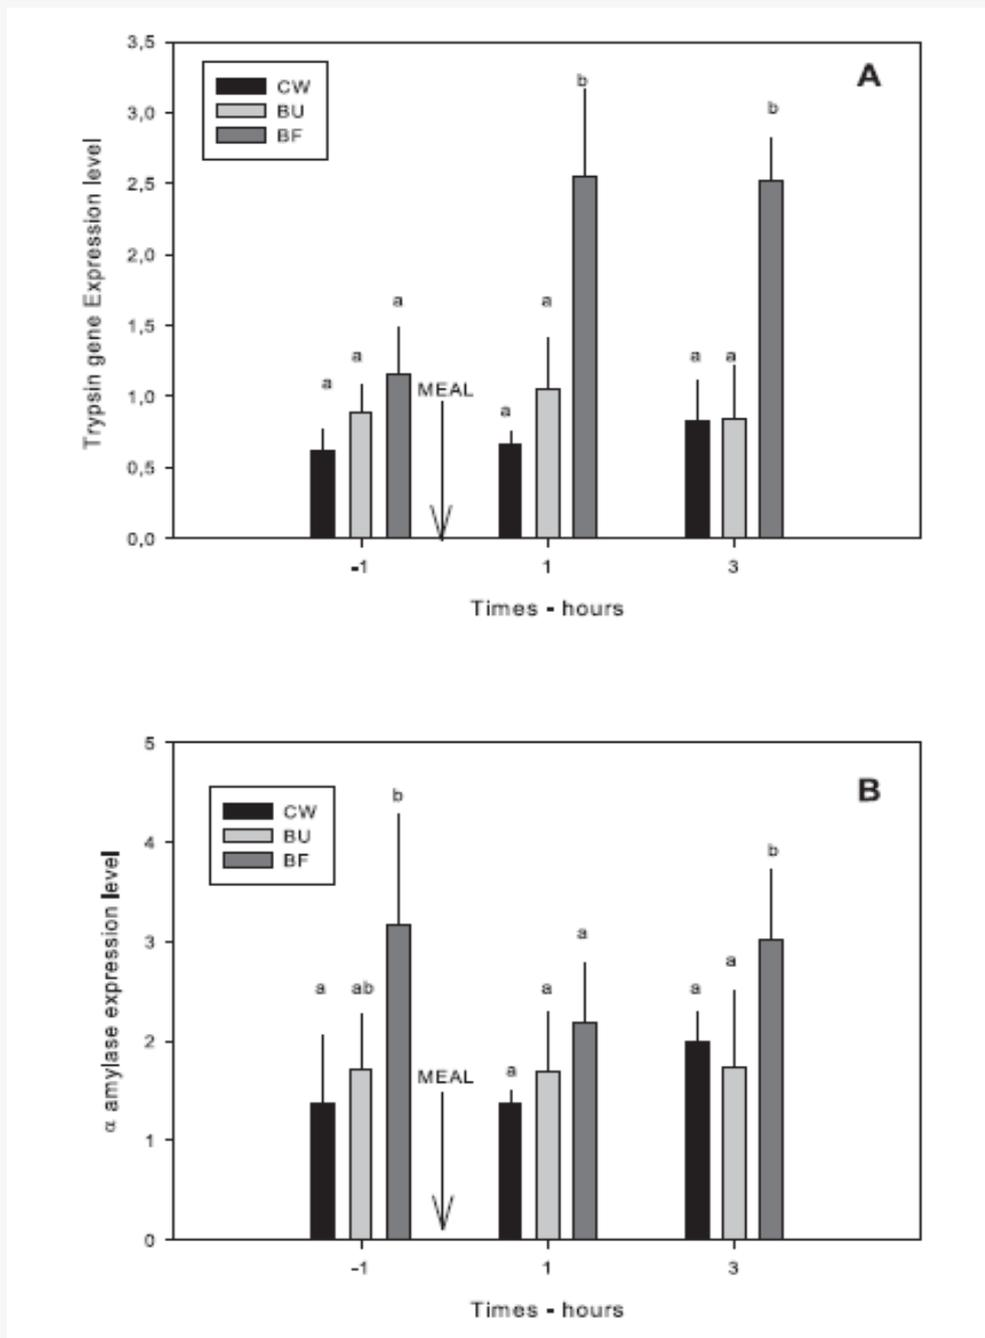 3,5
A
CW
BU
BF
3,0
2,5
2,0
1,5
1,0
0,5
0,0
Trypsin gene Expression level
a
a
a
MEAL
a
a
b
a
a
b
-1
1
3
Times - hours
5
B
CW
BU
BF
4
3
2
1
0
α amylase expression level
a
ab
b
MEAL
a
a
a
a
a
b
-1
1
3
Times - hours